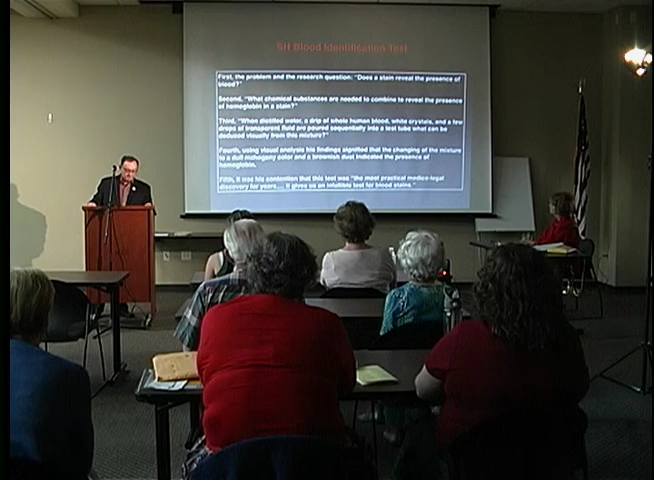 SH Blood Identification Test
First, the problem and the research question: "Does a stain reveal the presence of
blood?"
Second, "What chemical substances are needed to combine to reveal the presence
of hemoglobin in a stain?"
Third, "When distilled water, a drip of whole human blood, white crystals, and a few
drops of transparent fluid are poured sequentially into a test tube what can be
deduced visually from this mixture?"
Fourth, using visual analysis his findings signified that the changing of the mixture
to a dull mahogany color and a brownish dust indicated the presence of
hemoglobin.
Fifth, it was his contention that this test was "the most practical medico-legal
discovery for years.... It gives us an infallible test for blood stains."